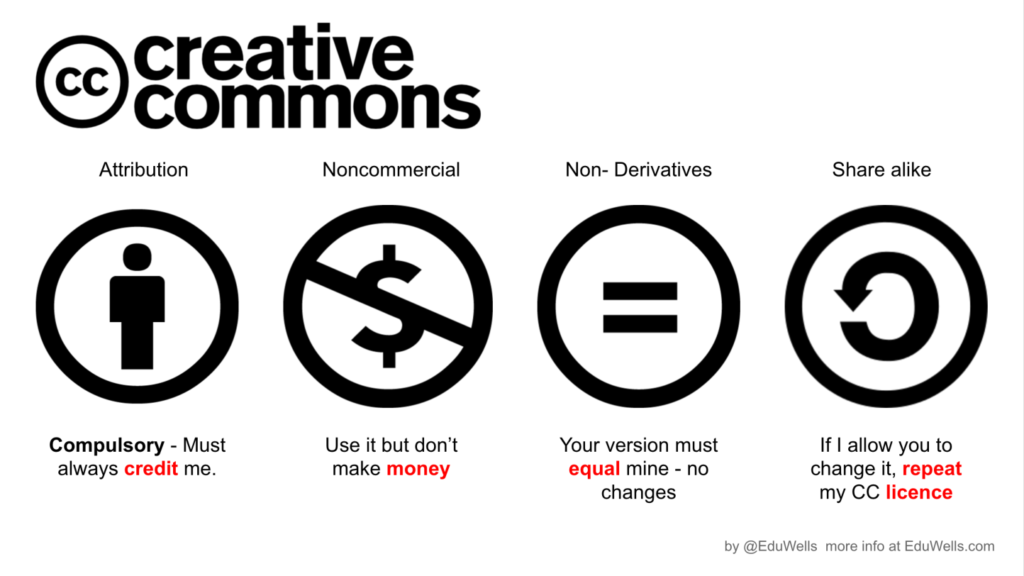 cc creative
commons
Attribution
Noncommercial
Non- Derivatives
Share alike
$
=
Compulsory - Must
always credit me.
Use it but don’t
make money
Your version must
equal mine - no
changes
If I allow you to
change it, repeat
my CC licence
by @EduWells  more info at EduWells.com